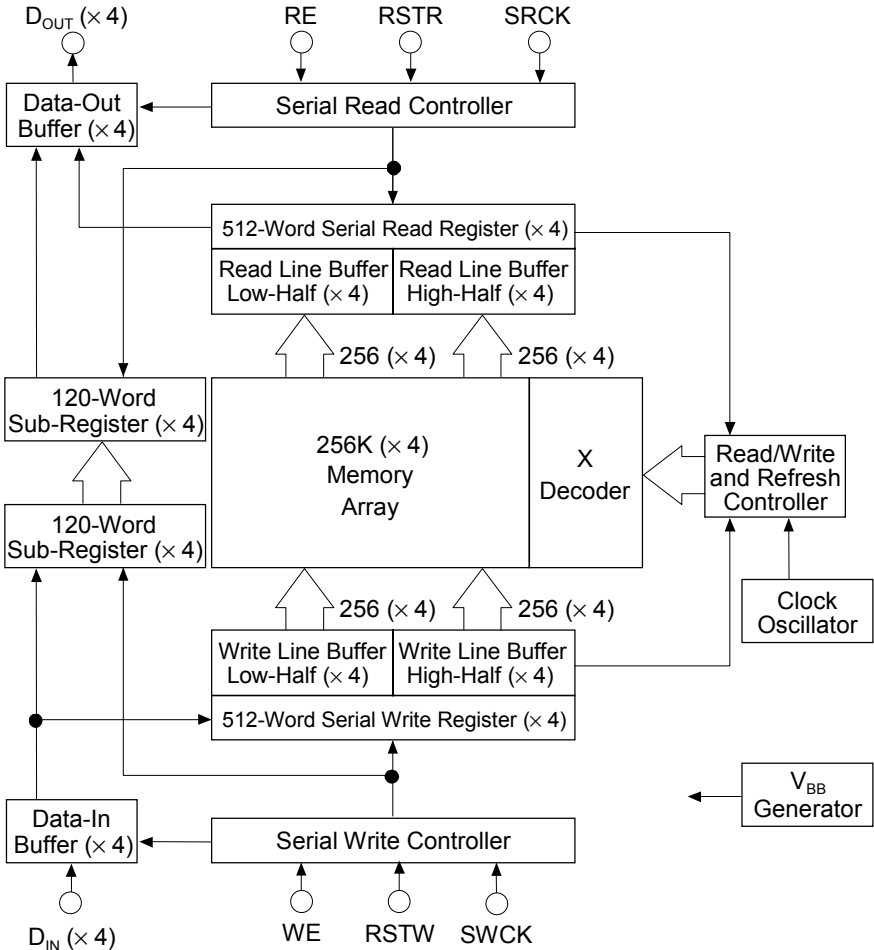 D_OUT (× 4)
RE
RSTR
SRCK
Data-Out
Buffer (× 4)
Serial Read Controller
512-Word Serial Read Register (× 4)
Read Line Buffer
Low-Half (× 4)
Read Line Buffer
High-Half (× 4)
256 (× 4)
256 (× 4)
120-Word
Sub-Register (× 4)
256K (× 4)
Memory
Array
X
Decoder
Read/Write
and Refresh
Controller
120-Word
Sub-Register (× 4)
256 (× 4)
256 (× 4)
Clock
Oscillator
Write Line Buffer
Low-Half (× 4)
Write Line Buffer
High-Half (× 4)
512-Word Serial Write Register (× 4)
V_BB
Generator
Data-In
Buffer (× 4)
Serial Write Controller
D_IN (× 4)
WE
RSTW
SWCK